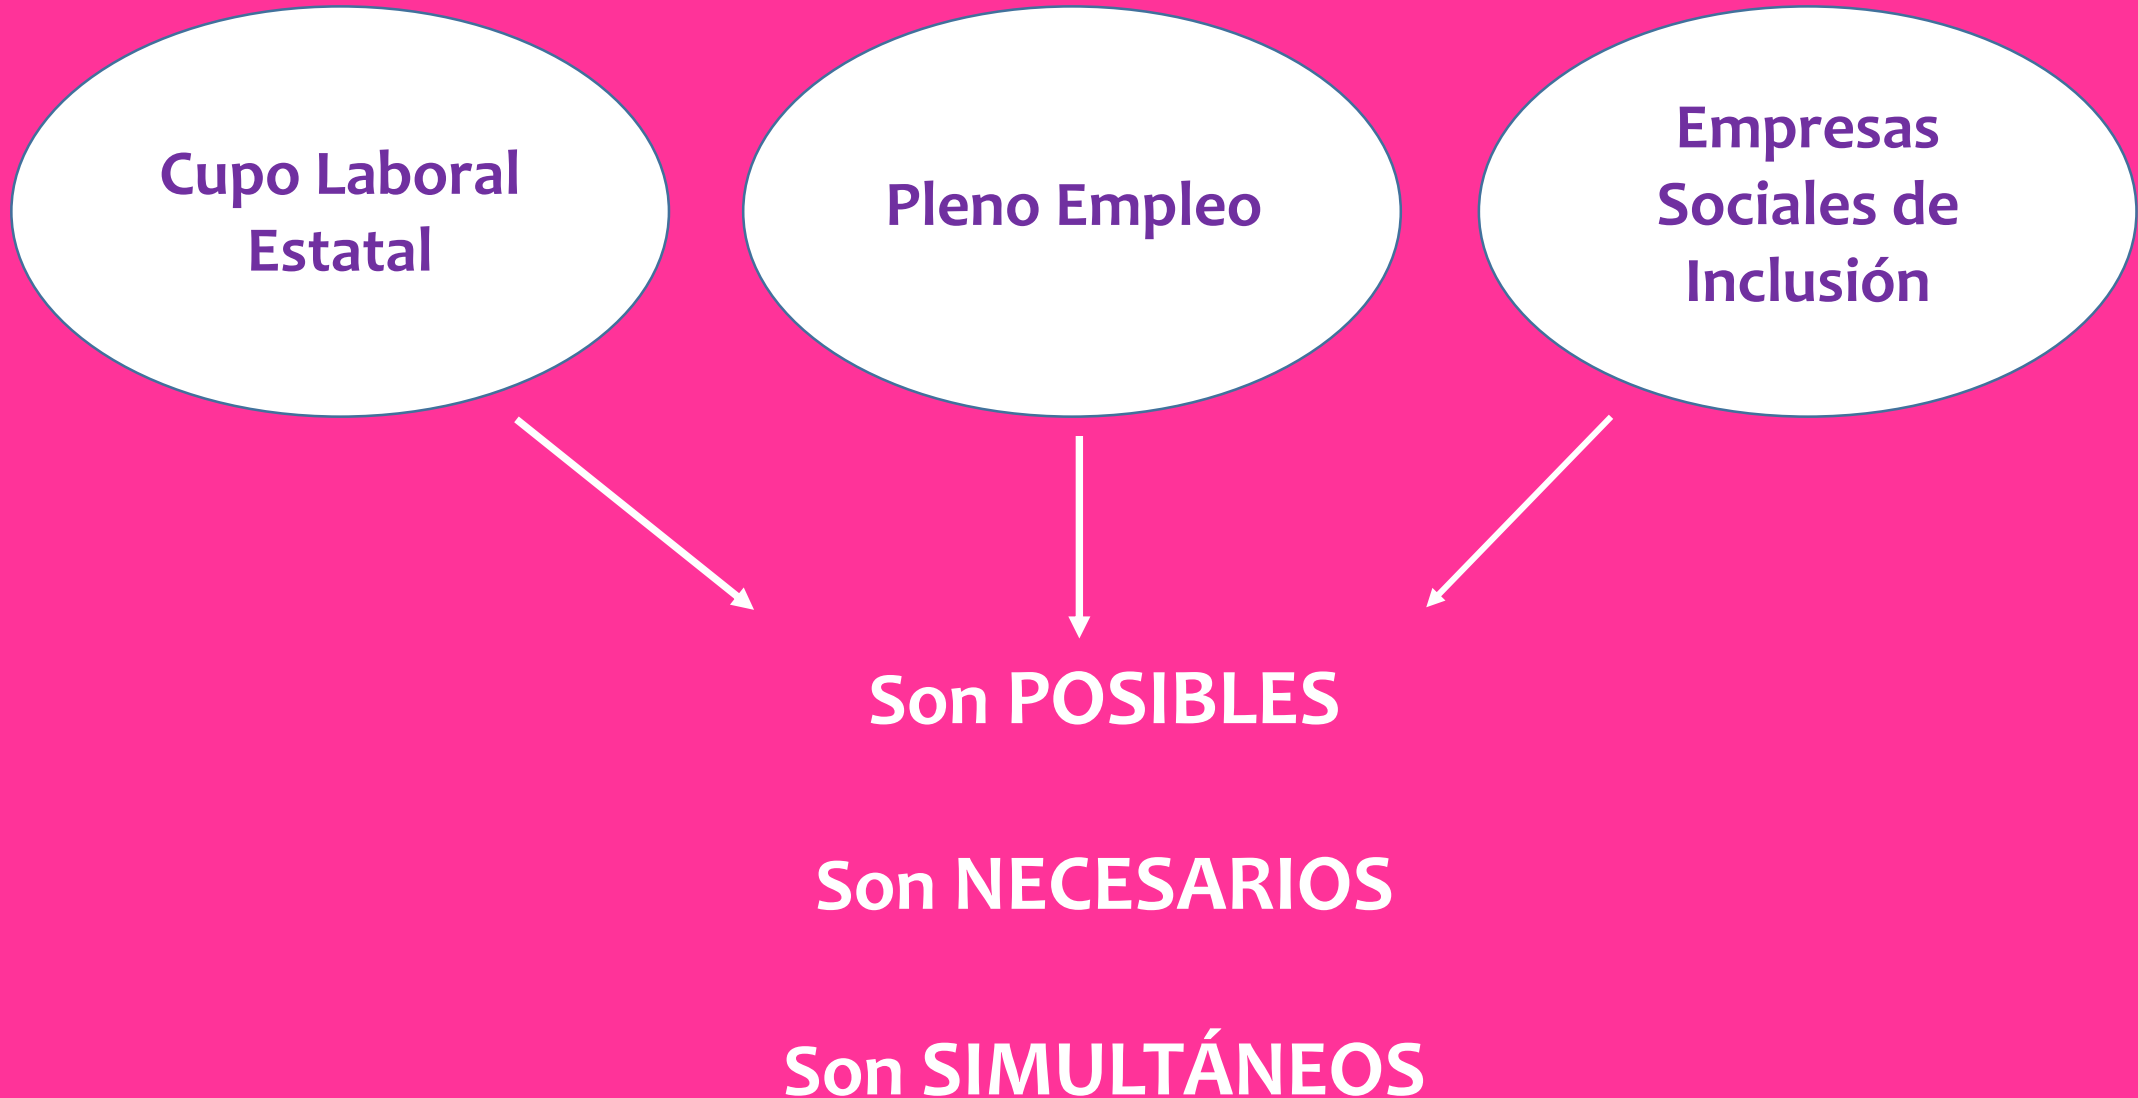 Cupo Laboral
Estatal
Pleno Empleo
Empresas
Sociales de
Inclusión
Son POSIBLES
Son NECESARIOS
Son SIMULTÁNEOS